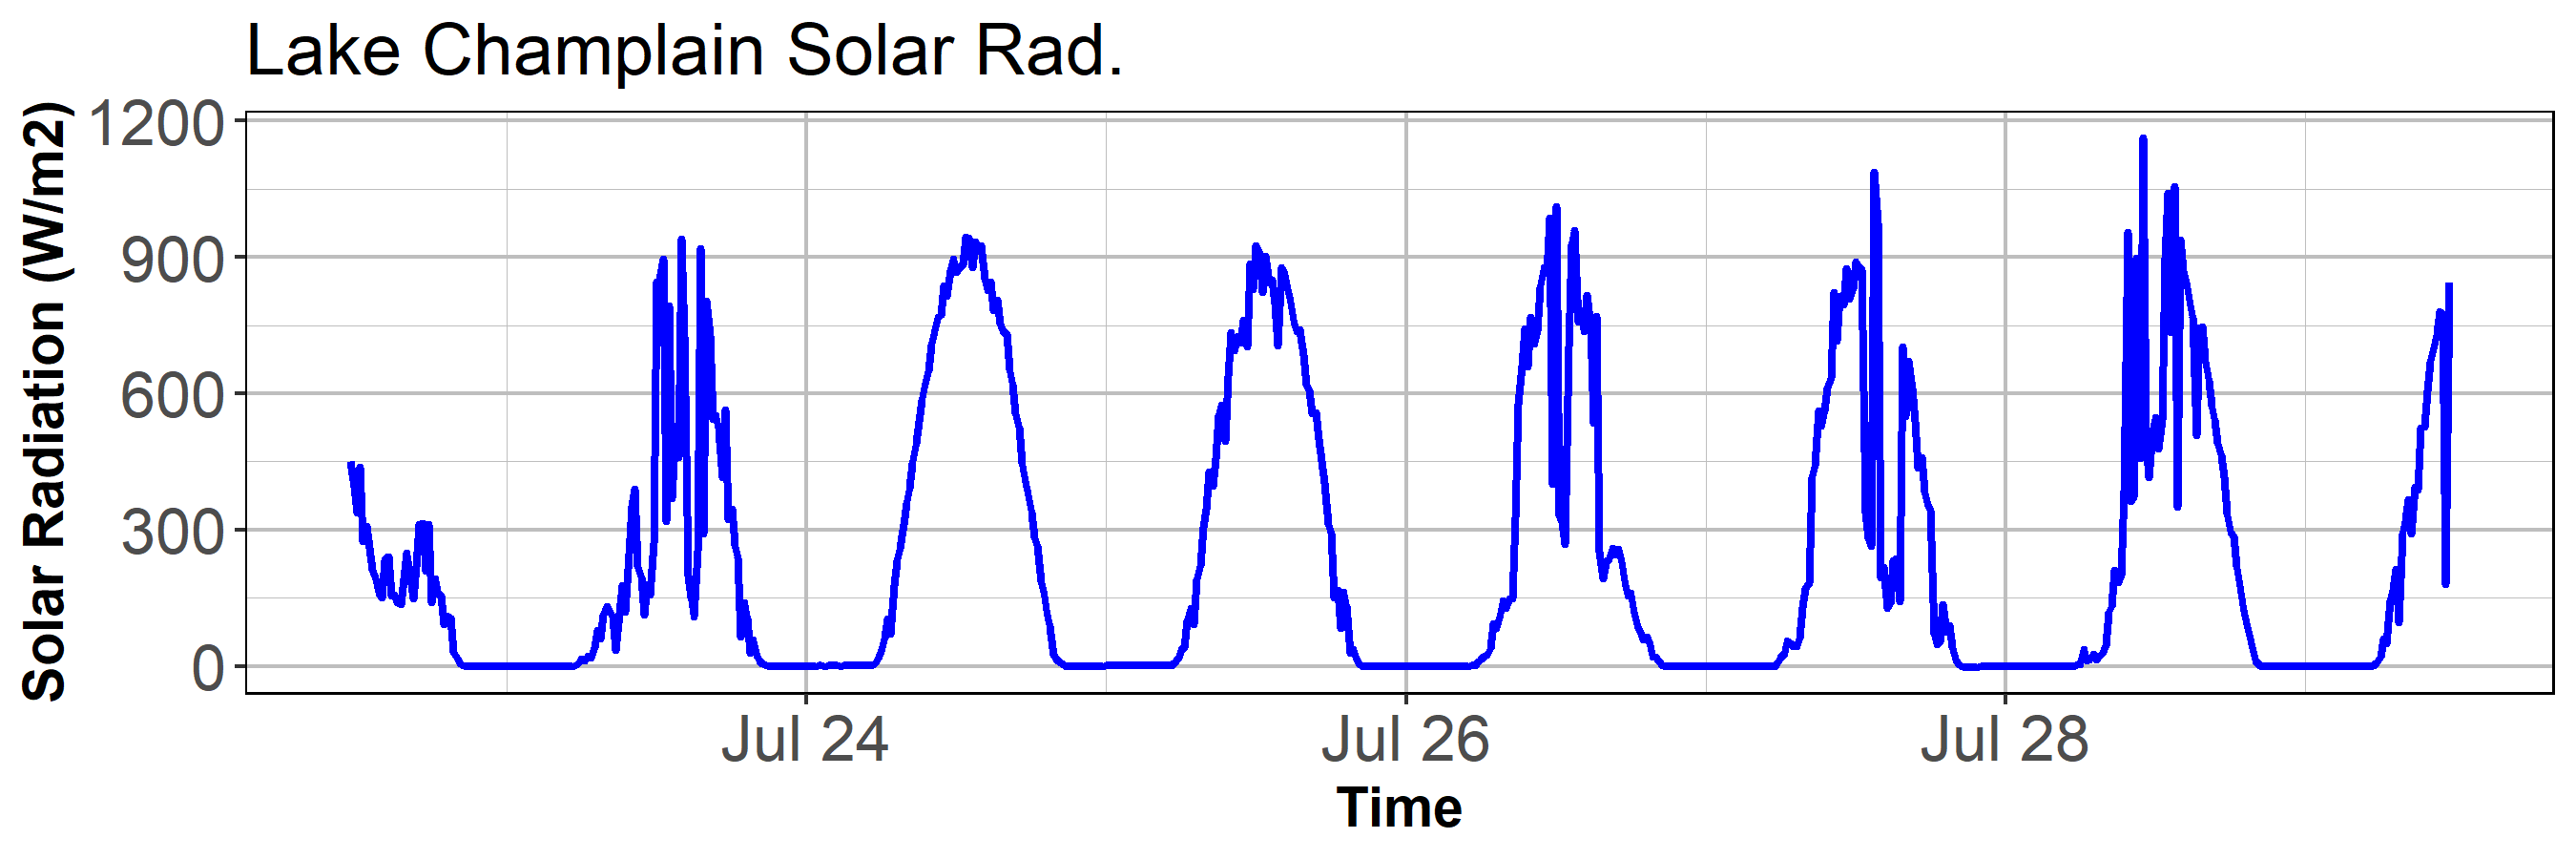 Lake Champlain Solar Rad.
Solar Radiation (W/m2)
1200
900
600
300
0
Jul 24 Jul 26 Jul 28
Time